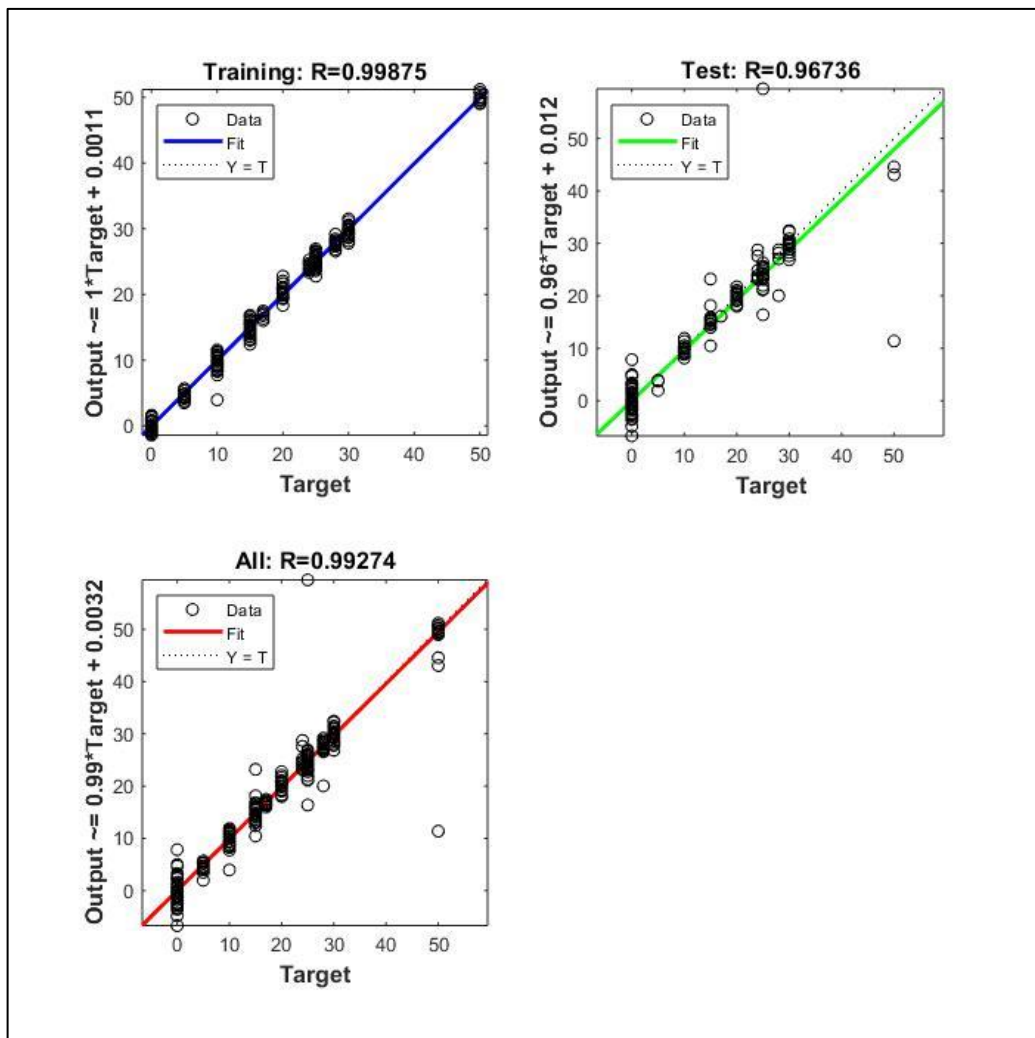 Training: R=0.99875
Output ~= 1*Target + 0.0011
50
40
30
20
10
0
Data
Fit
Y = T
0 10 20 30 40 50
Target
Test: R=0.96736
Output ~= 0.96*Target + 0.012
50
40
30
20
10
0
Data
Fit
Y = T
0 10 20 30 40 50
Target
All: R=0.99274
Output ~= 0.99*Target + 0.0032
50
40
30
20
10
0
Data
Fit
Y = T
0 10 20 30 40 50
Target